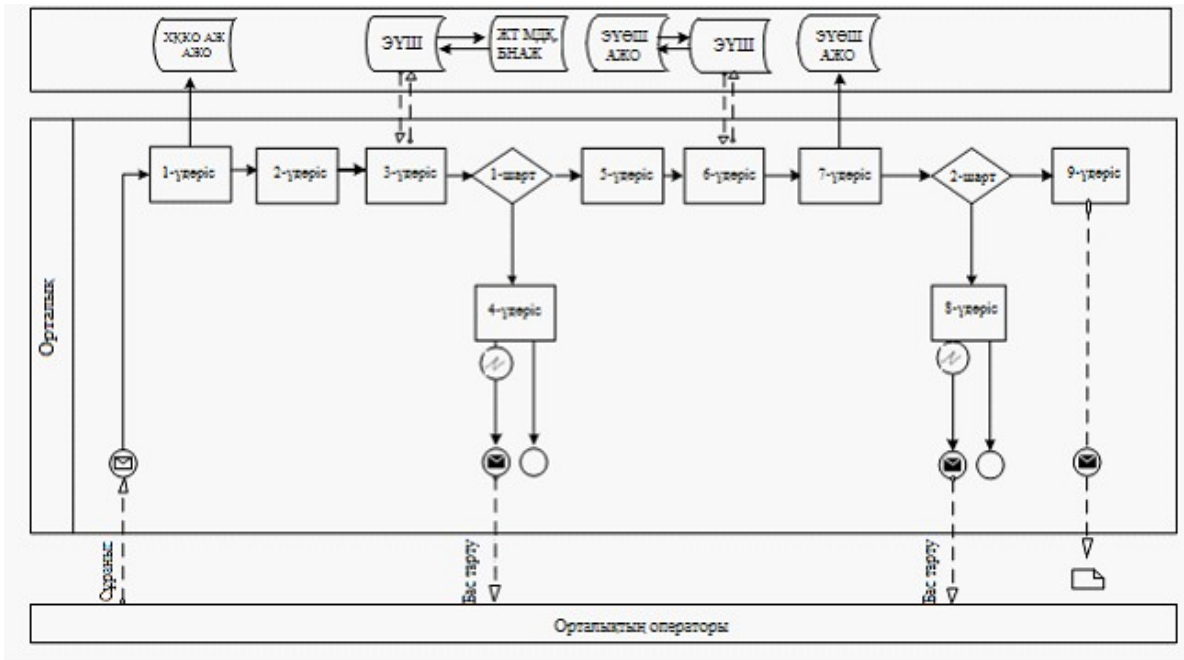 ХҚКО АЖ
АЖО
ЭҮШ
ЖТ МДҚ,
БНАЖ
ЭҮӨШ
АЖО
ЭҮШ
ЭҮӨШ
АЖО
1-үдеріс
2-үдеріс
3-үдеріс
1-шарт
5-үдеріс
6-үдеріс
7-үдеріс
2-шарт
9-үдеріс
4-үдеріс
8-үдеріс
Орталық
Сұраныс
Бас тарту
Бас тарту
Орталықтың операторы